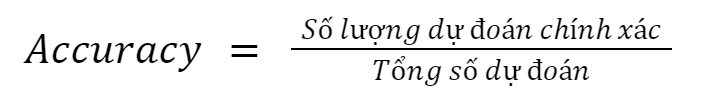 Accuracy = Số lượng dự đoán chính xác
Tổng số dự đoán